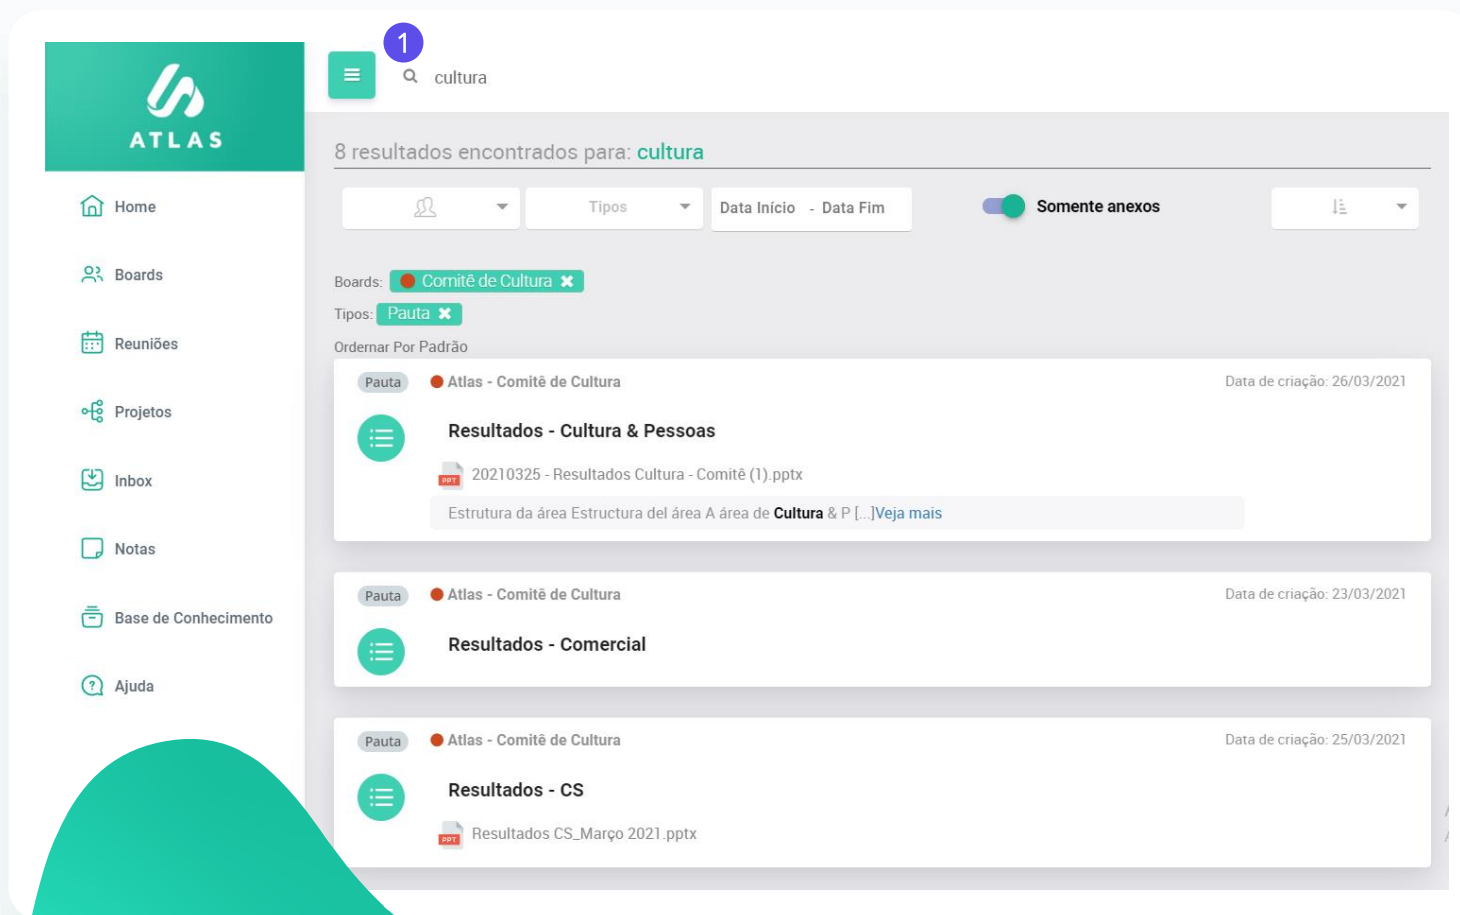 1
cultura
ATLAS
Home
Boards
Reuniões
Projetos
Inbox
Notas
Base de Conhecimento
Ajuda
8 resultados encontrados para: cultura
Tipos
Data Início - Data Fim
Somente anexos
Boards: Comitê de Cultura ✖
Tipos: Pauta ✖
Ordernar Por Padrão
Pauta Atlas - Comitê de Cultura Data de criação: 26/03/2021
Resultados - Cultura & Pessoas
PPT 20210325 - Resultados Cultura - Comitê (1).pptx
Estrutura da área Estructura del área A área de Cultura & P [...]Veja mais
Pauta Atlas - Comitê de Cultura Data de criação: 23/03/2021
Resultados - Comercial
Pauta Atlas - Comitê de Cultura Data de criação: 25/03/2021
Resultados - CS
PPT Resultados CS_Março 2021.pptx